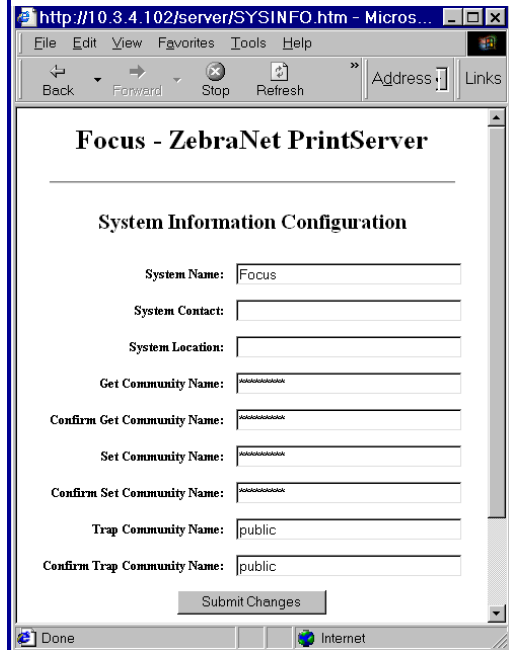 http://10.3.4.102/server/SYSINFO.htm - Micros...
File Edit View Favorites Tools Help
Back Forward Stop Refresh » Address Links
Focus - ZebraNet PrintServer
System Information Configuration
System Name: Focus
System Contact:
System Location:
Get Community Name: *********
Confirm Get Community Name: *********
Set Community Name: *********
Confirm Set Community Name: *********
Trap Community Name: public
Confirm Trap Community Name: public
Submit Changes
Done Internet